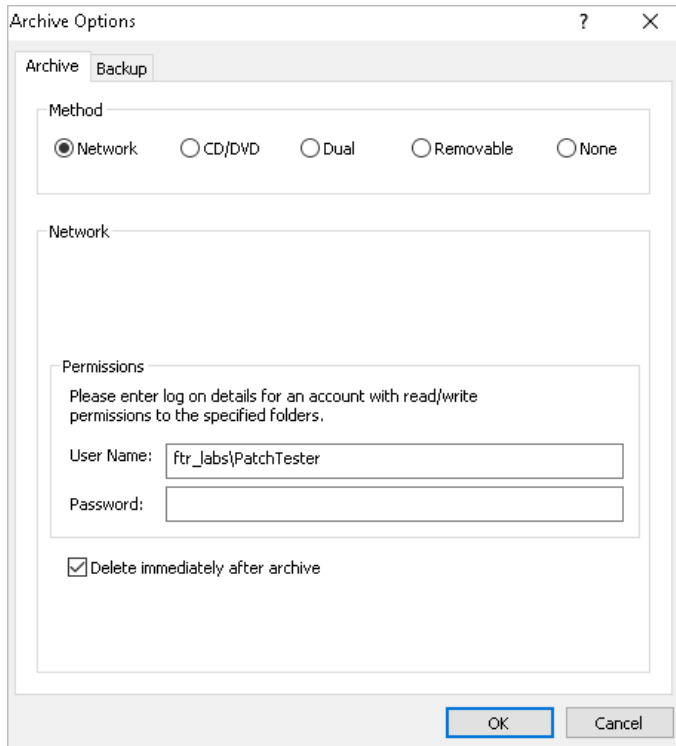 Archive Options ?
Archive Backup
Method
Network CD/DVD Dual Removable None
Network
Permissions
Please enter log on details for an account with read/write
permissions to the specified folders.
User Name: ftr_labs\PatchTester
Password:
Delete immediately after archive
OK Cancel